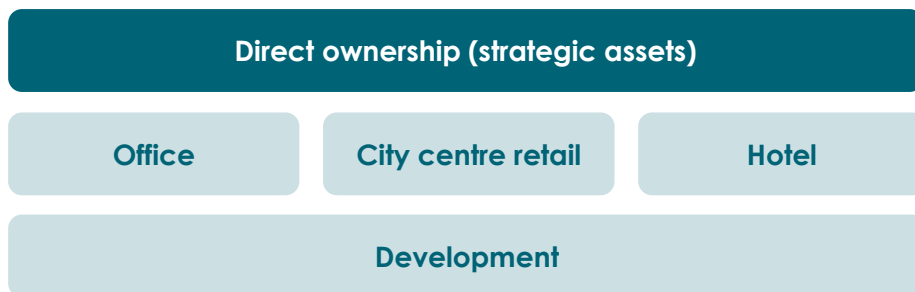 Direct ownership (strategic assets)
Office
City centre retail
Hotel
Development